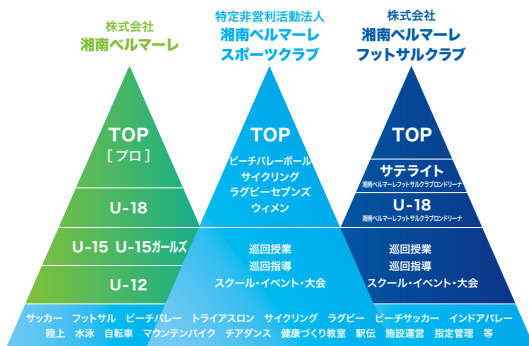 株式会社
湘南ベルマーレ
TOP
[プロ]
U-18
U-15 U-15ガールズ
U-12
特定非営利活動法人
湘南ベルマーレ
スポーツクラブ
TOP
ビーチバレーボール
サイクリング
ラグビーセブンズ
ウィメン
巡回授業
巡回指導
スクール・イベント・大会
株式会社
湘南ベルマーレ
フットサルクラブ
TOP
サテライト
湘南ベルマーレフットサルクラブロンドリーナ
U-18
湘南ベルマーレフットサルクラブロンドリーナ
巡回授業
巡回指導
スクール・イベント・大会
サッカー フットサル ビーチバレー トライアスロン サイクリング ラグビー ビーチサッカー インドアバレー
陸上 水泳 自転車 マウンテンバイク チアダンス 健康づくり教室 駅伝 施設運営 指定管理 等